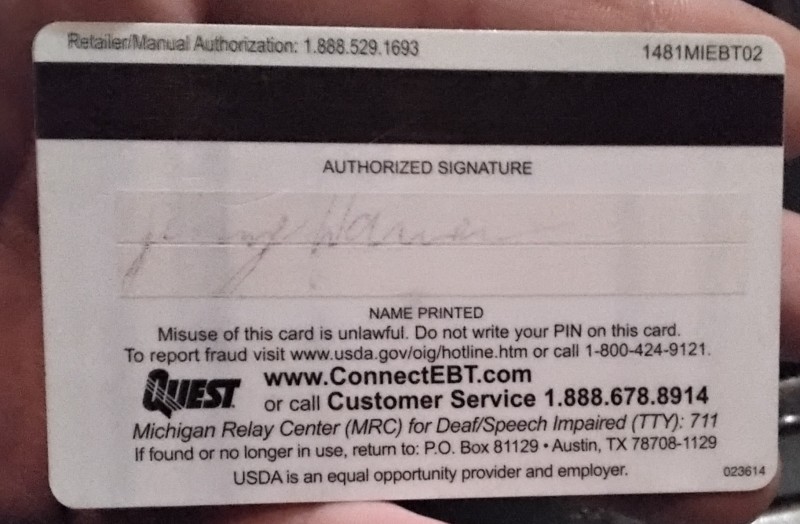 Retailer/Manual Authorization: 1.888.529.1693
1481MIEBT02
AUTHORIZED SIGNATURE
NAME PRINTED
Misuse of this card is unlawful. Do not write your PIN on this card.
To report fraud visit www.usda.gov/oig/hotline.htm or call 1-800-424-9121.
QUEST
www.ConnectEBT.com
or call Customer Service 1.888.678.8914
Michigan Relay Center (MRC) for Deaf/Speech Impaired (TTY): 711
If found or no longer in use, return to: P.O. Box 81129 • Austin, TX 78708-1129
USDA is an equal opportunity provider and employer.
023614